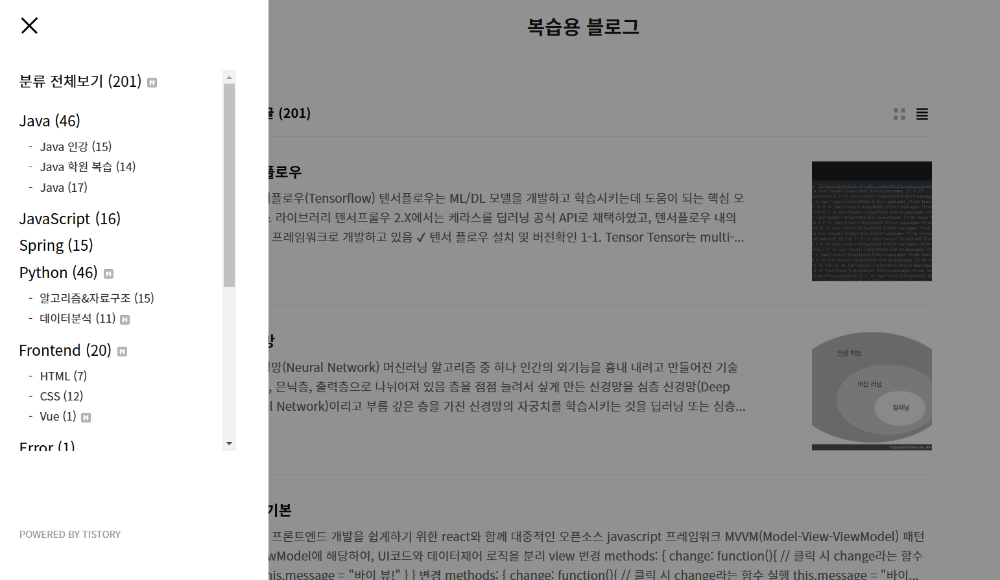 복습용 블로그
분류 전체보기 (201) N
Java (46)
- Java 인강 (15)
- Java 학원 복습 (14)
- Java (17)
JavaScript (16)
Spring (15)
Python (46) N
- 알고리즘&자료구조 (15)
- 데이터분석 (11) N
Frontend (20) N
- HTML (7)
- CSS (12)
- Vue (1) N
Error (1)
POWERED BY TISTORY
글 (201)
플로우
플로우(Tensorflow) 텐서플로우는 ML/DL 모델을 개발하고 학습시키는데 도움이 되는 핵심 오
라이브러리 텐서프롤우 2.X에서는 케라스를 딥러닝 공식 API로 채택하였고, 텐서플로우 내의
프레임워크로 개발하고 있음 ✓ 텐서 플로우 설치 및 버전확인 1-1. Tensor Tensor는 multi-...
망
망(Neural Network) 머신러닝 알고리즘 중 하나 인간의 외기능을 흉내 내려고 만들어진 기술
, 은닉층, 출력층으로 나뉘어져 있음 층을 점점 늘려서 싶게 만든 신경망을 심층 신경망(Deep
l Network)이리고 부름 깊은 층을 가진 신경망의 자궁치를 학습시키는 것을 딥러닝 또는 심층...
인공 지능
머신 러닝
딥러닝
기본
프론트엔드 개발을 쉽게하기 위한 react와 함께 대중적인 오픈소스 javascript 프레임워크 MVVM(Model-View-ViewModel) 패턴
wModel에 해당하여, UI코드와 데이터제어 로직을 분리 view 변경 methods: { change: function(){ // 클릭 시 change라는 함수
his.message = "바이 뷰!" } } 변경 methods: { change: function(){ // 클릭 시 change라는 함수 실행 this.message = "바이...